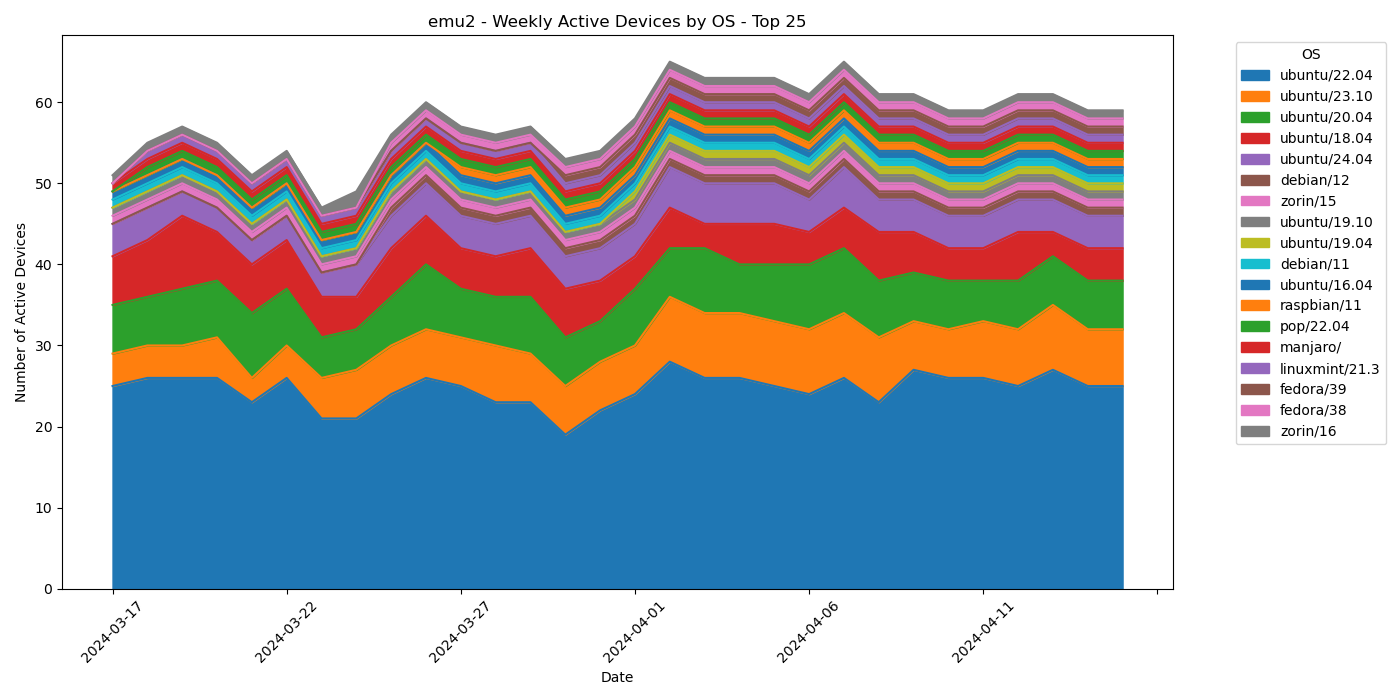 emu2 - Weekly Active Devices by OS - Top 25
Number of Active Devices
60
50
40
30
20
10
0
2024-03-17
2024-03-22
2024-03-27
2024-04-01
2024-04-06
2024-04-11
Date
OS
ubuntu/22.04
ubuntu/23.10
ubuntu/20.04
ubuntu/18.04
ubuntu/24.04
debian/12
zorin/15
ubuntu/19.10
ubuntu/19.04
debian/11
ubuntu/16.04
raspbian/11
pop/22.04
manjaro/
linuxmint/21.3
fedora/39
fedora/38
zorin/16